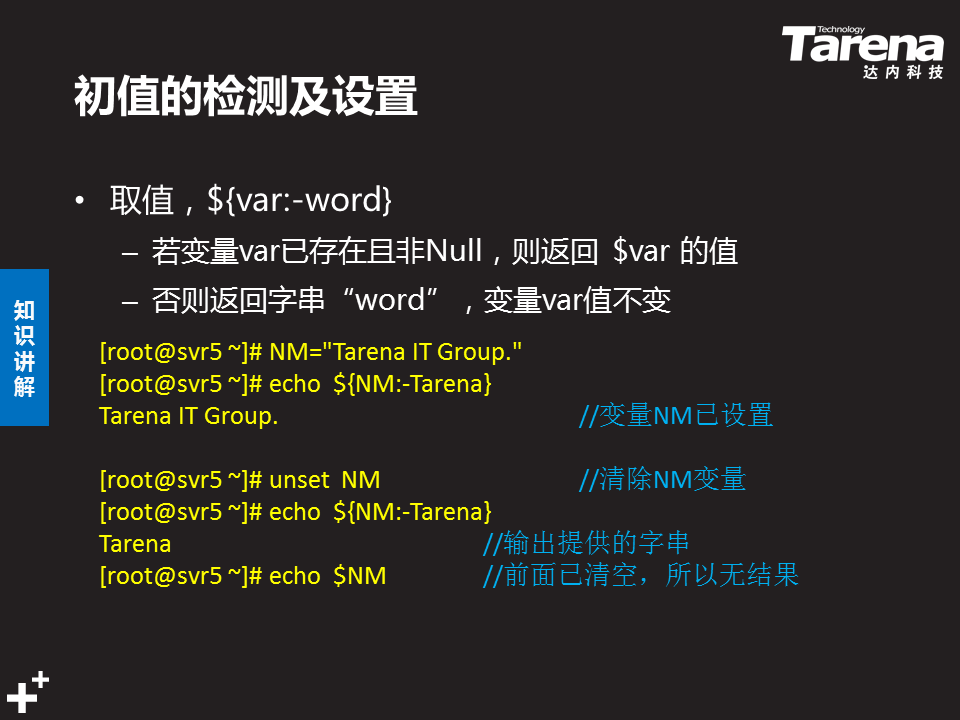 Technology
Tarena
达内科技
初值的检测及设置
• 取值，${var:-word}
– 若变量var已存在且非Null，则返回 $var 的值
– 否则返回字串“word”，变量var值不变
知识讲解
[root@svr5 ~]# NM="Tarena IT Group."
[root@svr5 ~]# echo ${NM:-Tarena}
Tarena IT Group. //变量NM已设置
[root@svr5 ~]# unset NM //清除NM变量
[root@svr5 ~]# echo ${NM:-Tarena}
Tarena //输出提供的字串
[root@svr5 ~]# echo $NM //前面已清空，所以无结果